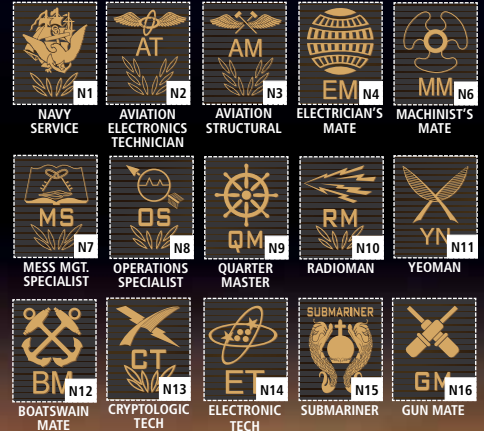 AT
AM
EM
MM
N1
N2
N3
N4
N6
NAVY
SERVICE
AVIATION
ELECTRONICS
TECHNICIAN
AVIATION
STRUCTURAL
ELECTRICIAN'S
MATE
MACHINIST'S
MATE
MS
OS
QM
RM
YN
N7
N8
N9
N10
N11
MESS MGT.
SPECIALIST
OPERATIONS
SPECIALIST
QUARTER
MASTER
RADIOMAN
YEOMAN
BM
CT
ET
SUBMARINER
GM
N12
N13
N14
N15
N16
BOATSWAIN
MATE
CRYPTOLOGIC
TECH
ELECTRONIC
TECH
SUBMARINER
GUN MATE